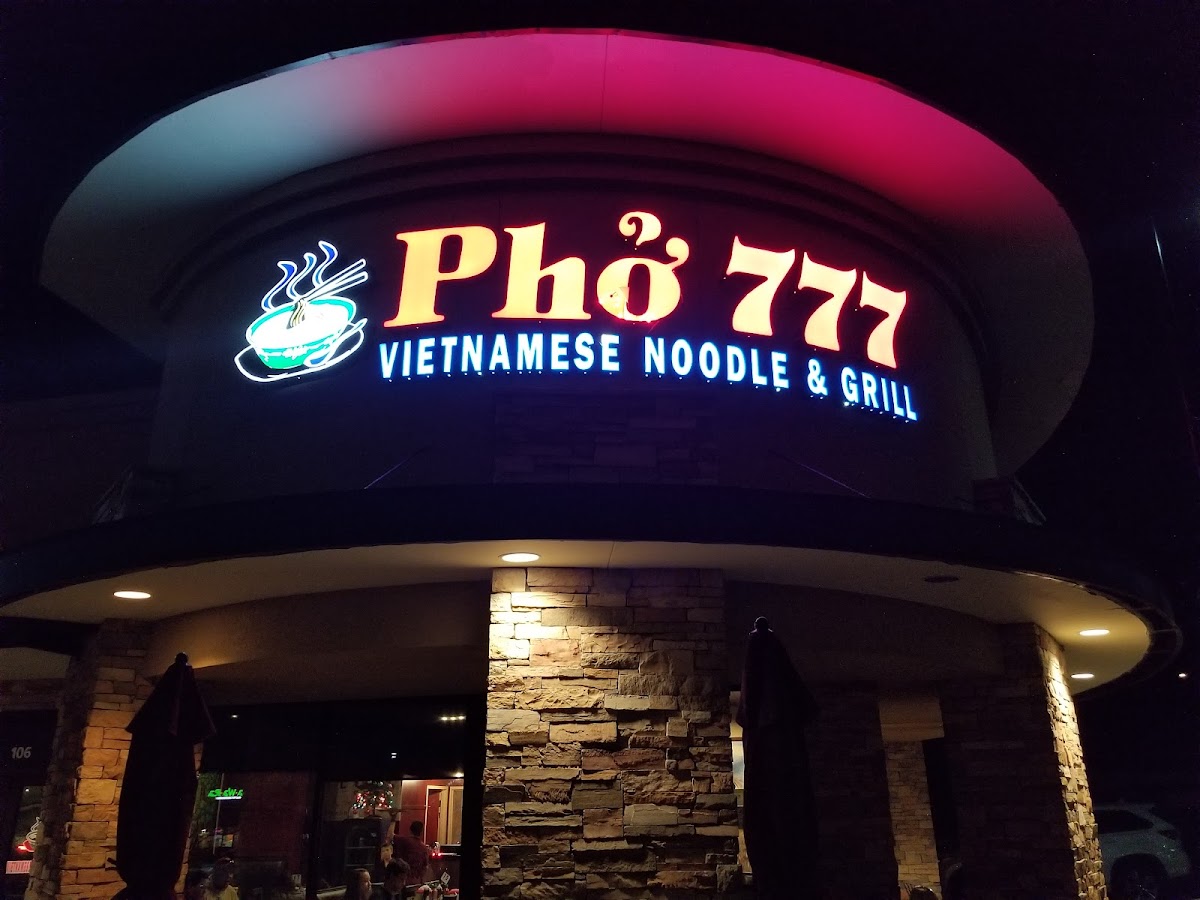 Phở 777
VIETNAMESE NOODLE & GRILL
106